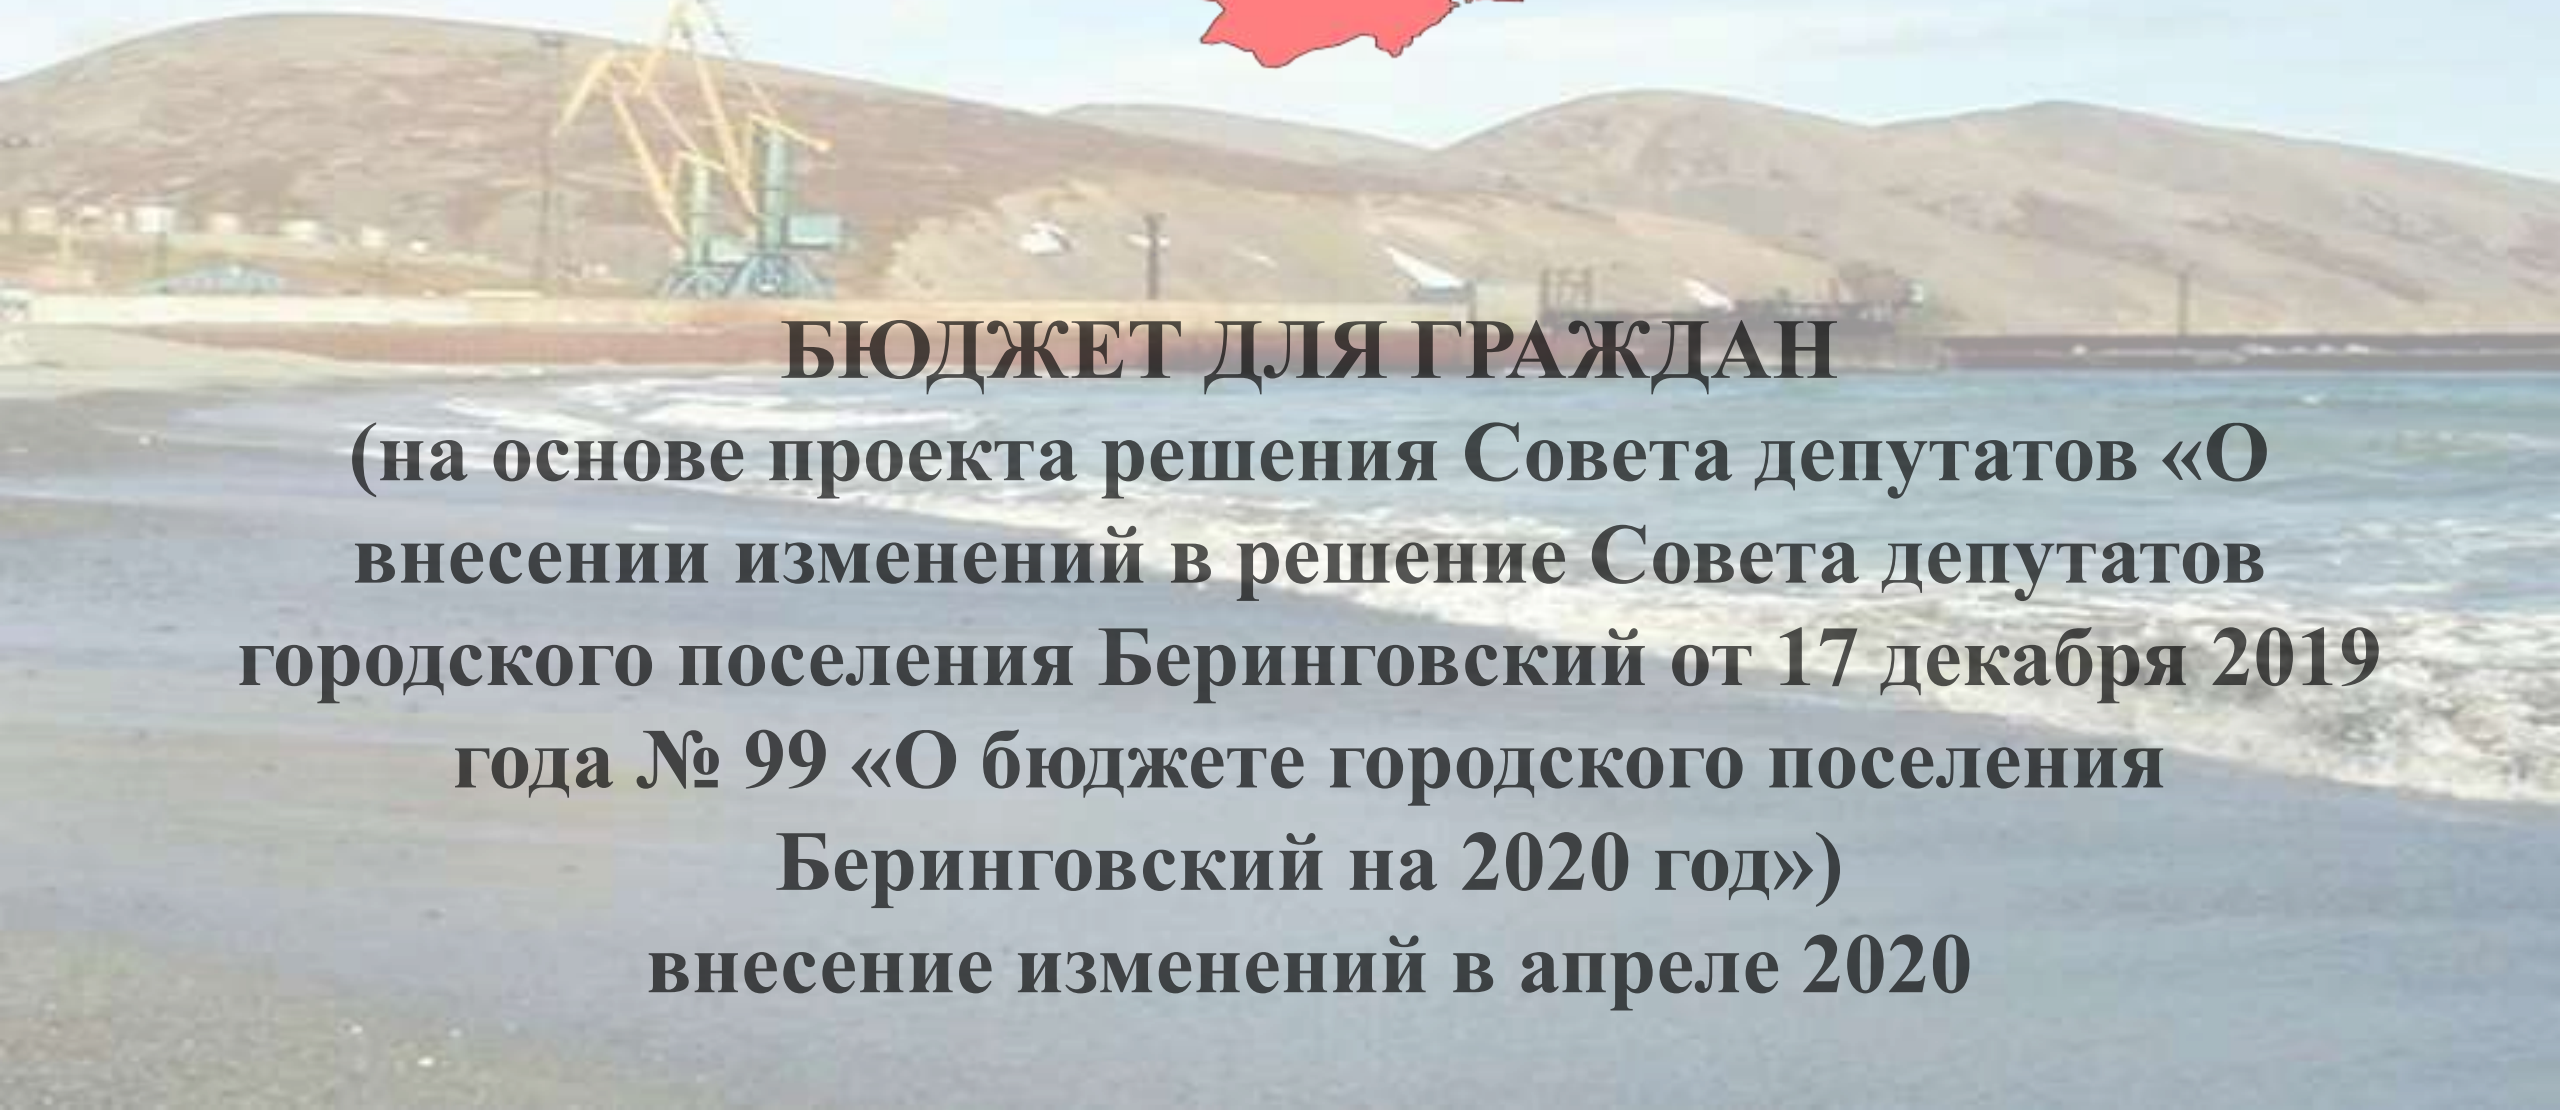 БЮДЖЕТ ДЛЯ ГРАЖДАН
(на основе проекта решения Совета депутатов «О
внесении изменений в решение Совета депутатов
городского поселения Беринговский от 17 декабря 2019
года № 99 «О бюджете городского поселения
Беринговский на 2020 год»)
внесение изменений в апреле 2020